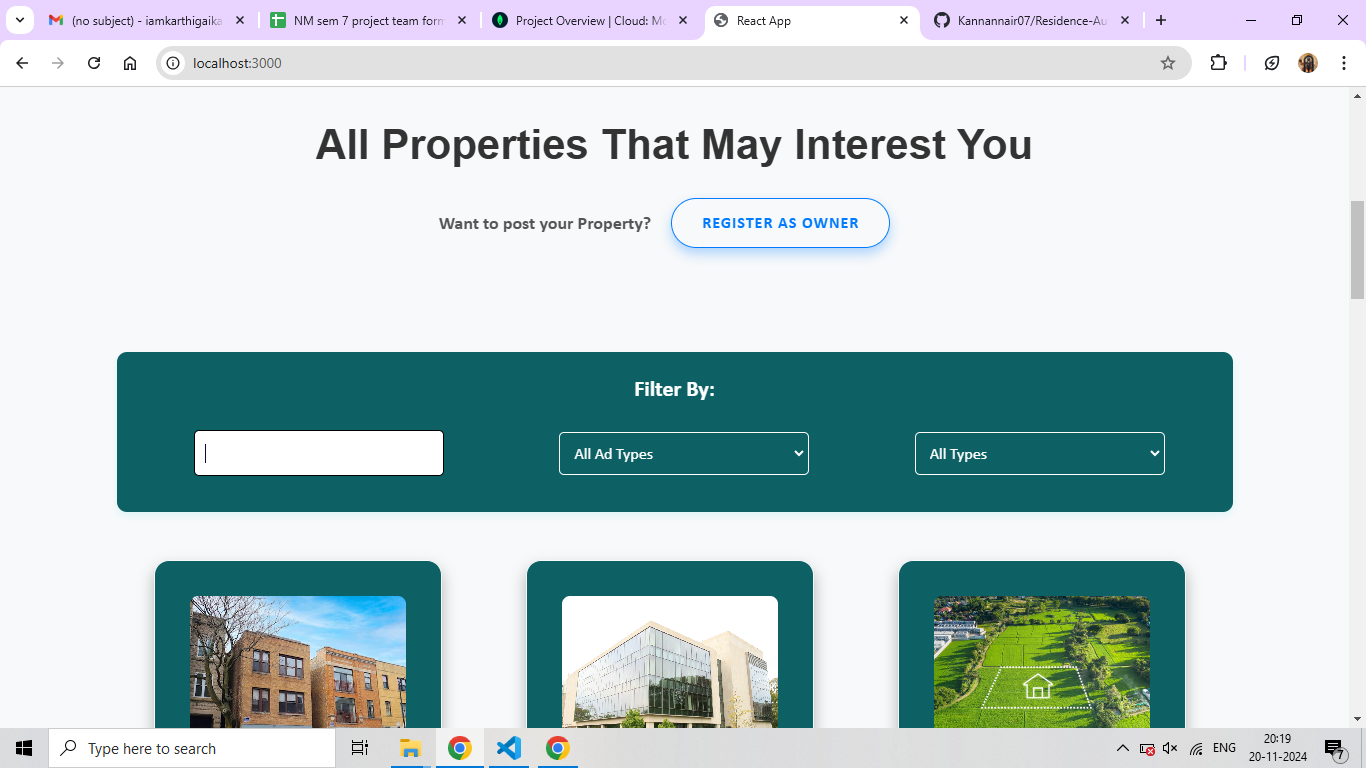 (no subject) - iamkarthigaika
NM sem 7 project team form
Project Overview | Cloud: Mo
React App
Kannannair07/Residence-Au
localhost:3000
All Properties That May Interest You
Want to post your Property?
REGISTER AS OWNER
Filter By:
All Ad Types
All Types
Type here to search
ENG
20:19
20-11-2024
7